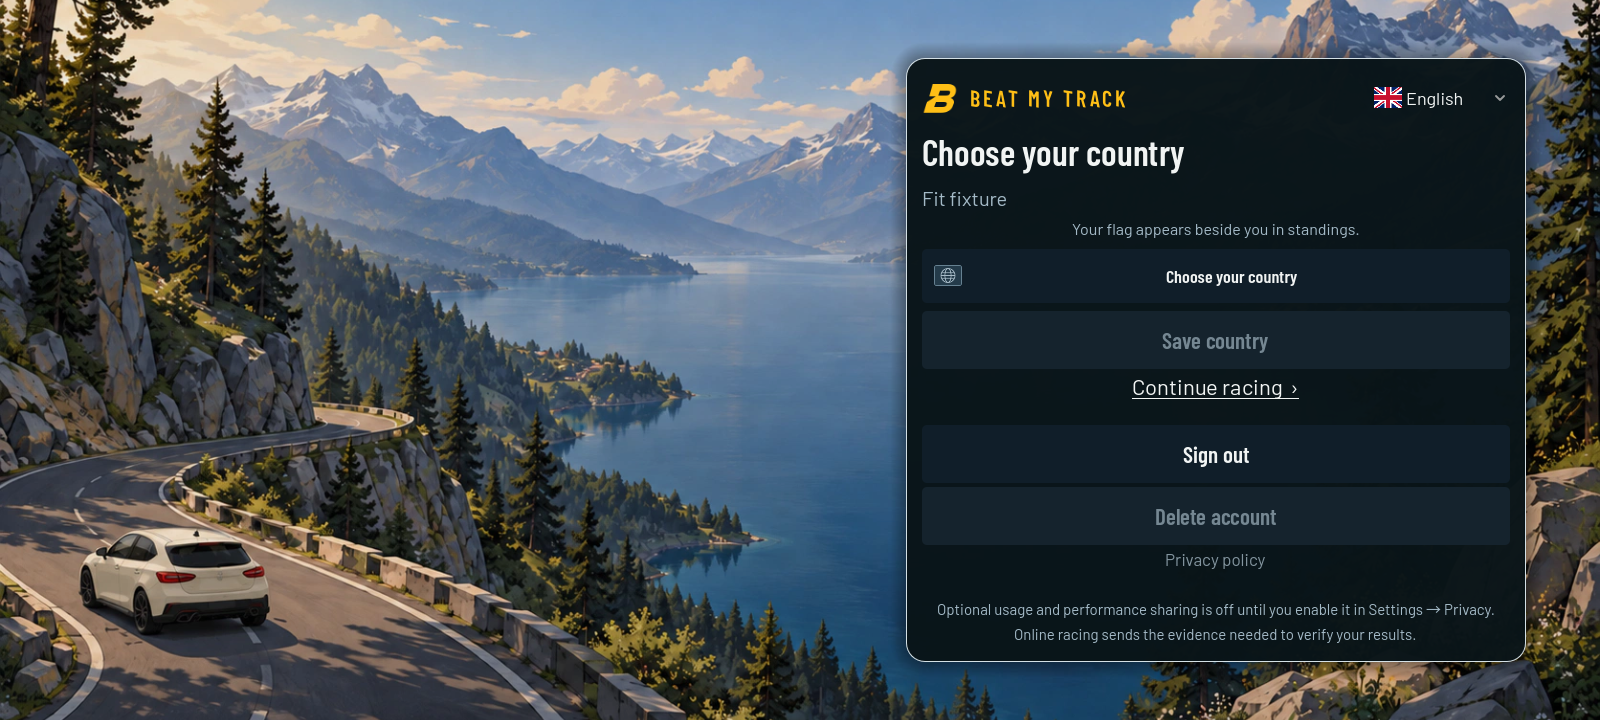 BEAT MY TRACK
English
Choose your country
Fit fixture
Your flag appears beside you in standings.
Choose your country
Save country
Continue racing ›
Sign out
Delete account
Privacy policy
Optional usage and performance sharing is off until you enable it in Settings → Privacy.
Online racing sends the evidence needed to verify your results.